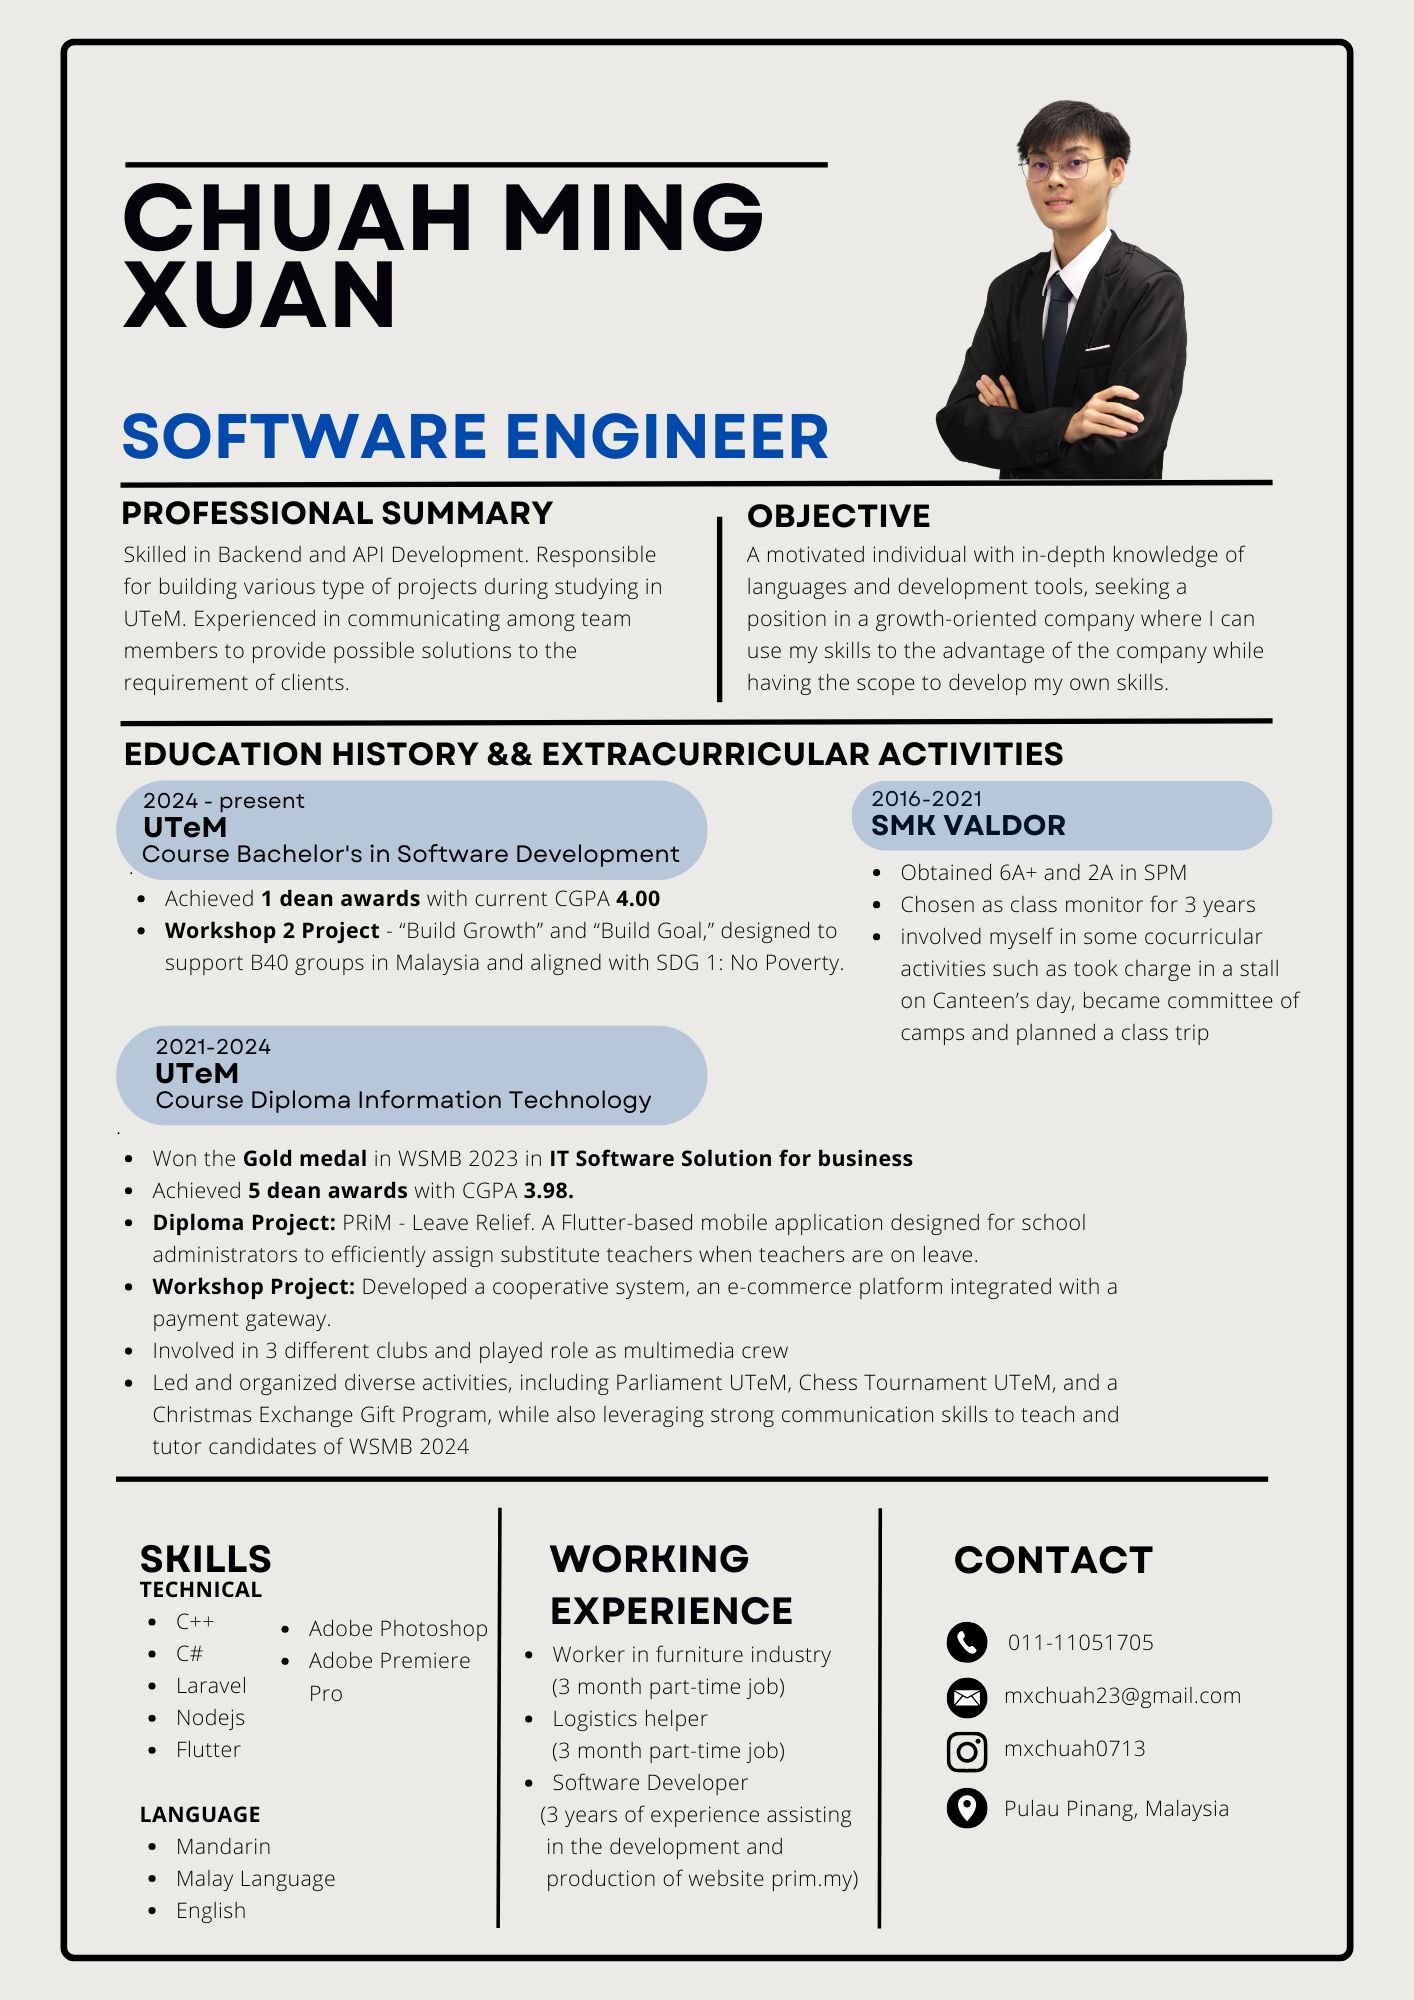 CHUAH MING
XUAN
SOFTWARE ENGINEER
PROFESSIONAL SUMMARY
Skilled in Backend and API Development. Responsible
for building various type of projects during studying in
UTeM. Experienced in communicating among team
members to provide possible solutions to the
requirement of clients.
OBJECTIVE
A motivated individual with in-depth knowledge of
languages and development tools, seeking a
position in a growth-oriented company where I can
use my skills to the advantage of the company while
having the scope to develop my own skills.
EDUCATION HISTORY && EXTRACURRICULAR ACTIVITIES
2024 - present
UTeM
Course Bachelor's in Software Development
• Achieved 1 dean awards with current CGPA 4.00
• Workshop 2 Project - “Build Growth” and “Build Goal,” designed to
support B40 groups in Malaysia and aligned with SDG 1: No Poverty.
2016-2021
SMK VALDOR
• Obtained 6A+ and 2A in SPM
• Chosen as class monitor for 3 years
• involved myself in some cocurricular
activities such as took charge in a stall
on Canteen’s day, became committee of
camps and planned a class trip
2021-2024
UTeM
Course Diploma Information Technology
• Won the Gold medal in WSMB 2023 in IT Software Solution for business
• Achieved 5 dean awards with CGPA 3.98.
• Diploma Project: PRiM - Leave Relief. A Flutter-based mobile application designed for school
administrators to efficiently assign substitute teachers when teachers are on leave.
• Workshop Project: Developed a cooperative system, an e-commerce platform integrated with a
payment gateway.
• Involved in 3 different clubs and played role as multimedia crew
• Led and organized diverse activities, including Parliament UTeM, Chess Tournament UTeM, and a
Christmas Exchange Gift Program, while also leveraging strong communication skills to teach and
tutor candidates of WSMB 2024
SKILLS
TECHNICAL
• C++
• C#
• Laravel
• Nodejs
• Flutter
• Adobe Photoshop
• Adobe Premiere
Pro
LANGUAGE
• Mandarin
• Malay Language
• English
WORKING
EXPERIENCE
• Worker in furniture industry
(3 month part-time job)
• Logistics helper
(3 month part-time job)
• Software Developer
(3 years of experience assisting
in the development and
production of website prim.my)
CONTACT
011-11051705
mxchuah23@gmail.com
mxchuah0713
Pulau Pinang, Malaysia